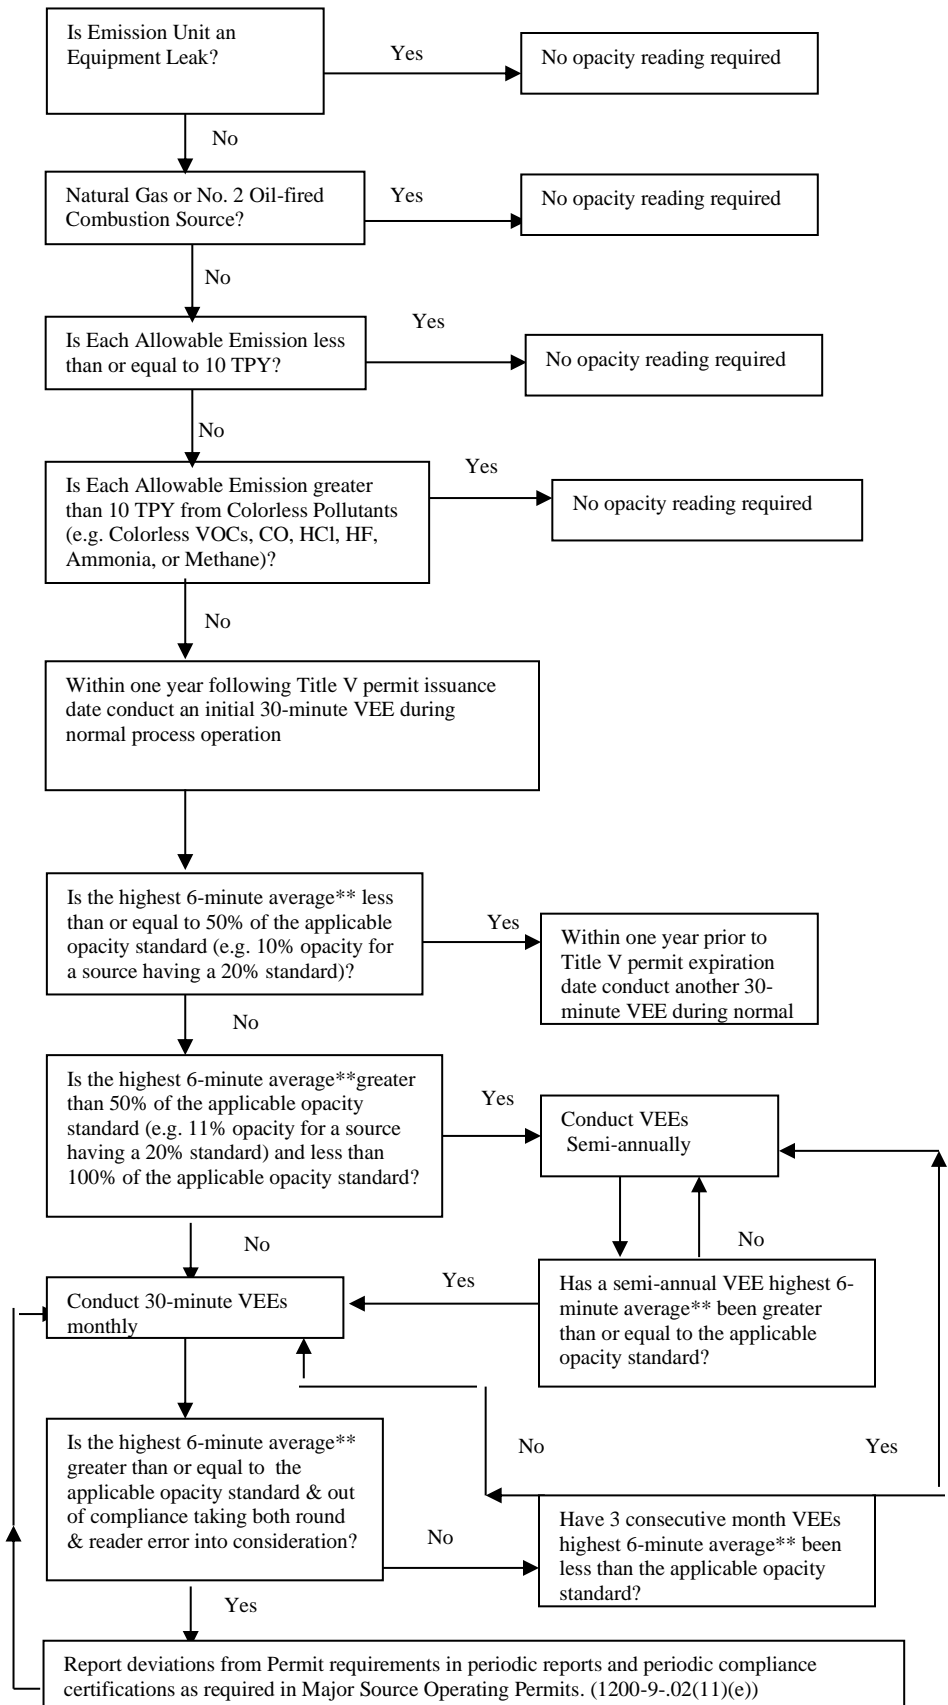 Is Emission Unit an
Equipment Leak?
Yes
No opacity reading required
No
Natural Gas or No. 2 Oil-fired
Combustion Source?
Yes
No opacity reading required
No
Is Each Allowable Emission less
than or equal to 10 TPY?
Yes
No opacity reading required
No
Is Each Allowable Emission greater
than 10 TPY from Colorless Pollutants
(e.g. Colorless VOCs, CO, HCl, HF,
Ammonia, or Methane)?
Yes
No opacity reading required
No
Within one year following Title V permit issuance
date conduct an initial 30-minute VEE during
normal process operation
Is the highest 6-minute average** less
than or equal to 50% of the applicable
opacity standard (e.g. 10% opacity for
a source having a 20% standard)?
Yes
Within one year prior to
Title V permit expiration
date conduct another 30-
minute VEE during normal
No
Is the highest 6-minute average**greater
than 50% of the applicable opacity
standard (e.g. 11% opacity for a source
having a 20% standard) and less than
100% of the applicable opacity standard?
Yes
Conduct VEEs
Semi-annually
No
No
Has a semi-annual VEE highest 6-
minute average** been greater
than or equal to the applicable
opacity standard?
Yes
Conduct 30-minute VEEs
monthly
Is the highest 6-minute average**
greater than or equal to the
applicable opacity standard & out
of compliance taking both round
& reader error into consideration?
No
No
Yes
Have 3 consecutive month VEEs
highest 6-minute average** been
less than the applicable opacity
standard?
Yes
Report deviations from Permit requirements in periodic reports and periodic compliance
certifications as required in Major Source Operating Permits. (1200-9-.02(11)(e))